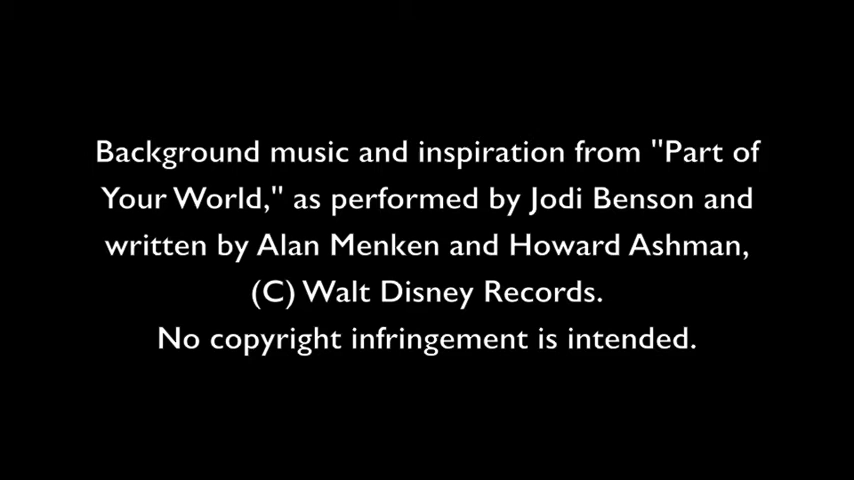 Background music and inspiration from "Part of
Your World," as performed by Jodi Benson and
written by Alan Menken and Howard Ashman,
(C) Walt Disney Records.
No copyright infringement is intended.